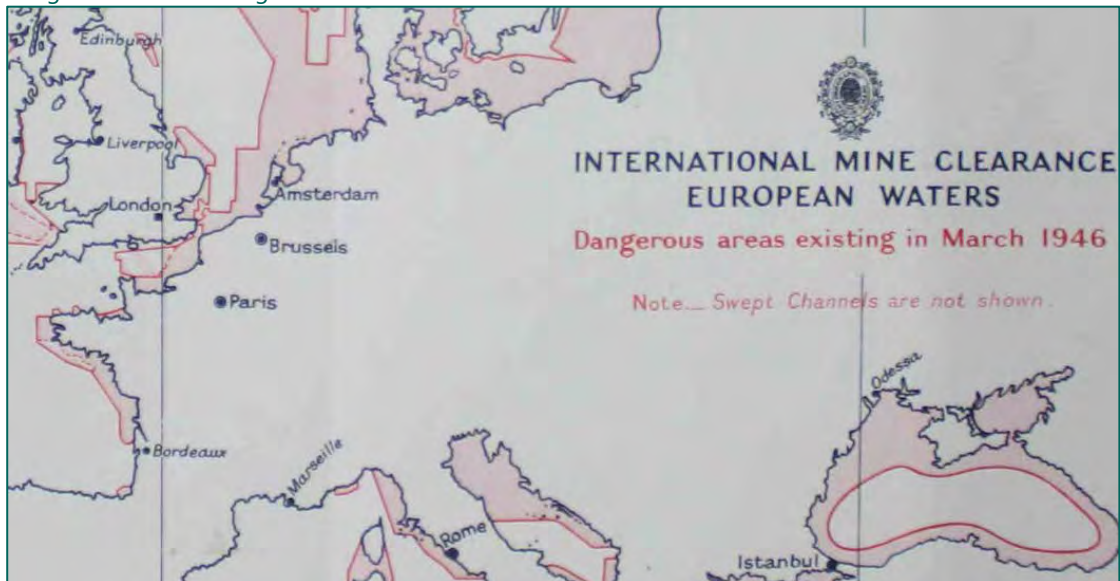 Edinburgh
Liverpool
London
Amsterdam
Brussels
Paris
Bordeaux
Marseille
Rome
INTERNATIONAL MINE CLEARANCE
EUROPEAN WATERS
Dangerous areas existing in March 1946
Note__ Swept Channels are not shown.
Odessa
Istanbul